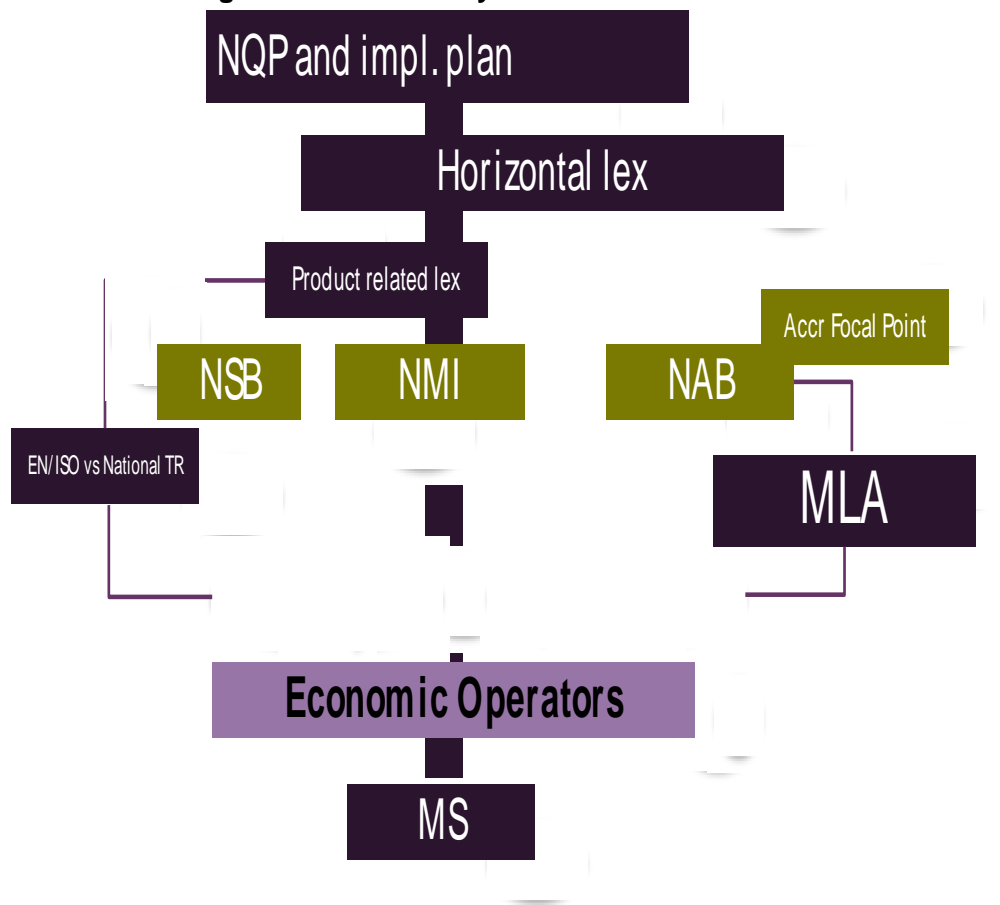 NQP and impl. plan
Horizontal lex
Product related lex
Accr Focal Point
NSB
NMI
NAB
EN/ISO vs National TR
MLA
Economic Operators
MS